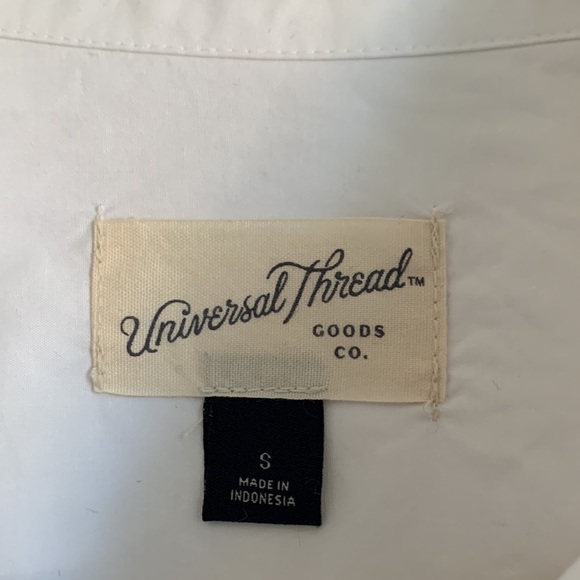 Universal Thread™
GOODS
CO.
S
MADE IN
INDONESIA